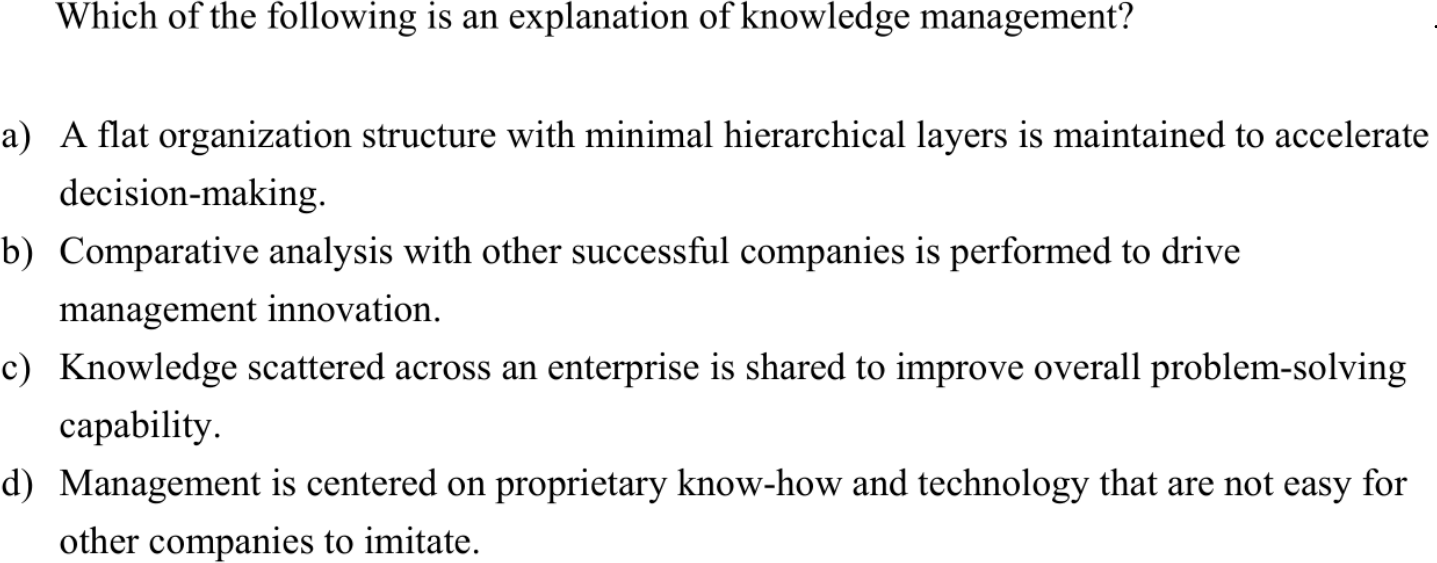 Which of the following is an explanation of knowledge management?
a) A flat organization structure with minimal hierarchical layers is maintained to accelerate
decision-making.
b) Comparative analysis with other successful companies is performed to drive
management innovation.
c) Knowledge scattered across an enterprise is shared to improve overall problem-solving
capability.
d) Management is centered on proprietary know-how and technology that are not easy for
other companies to imitate.